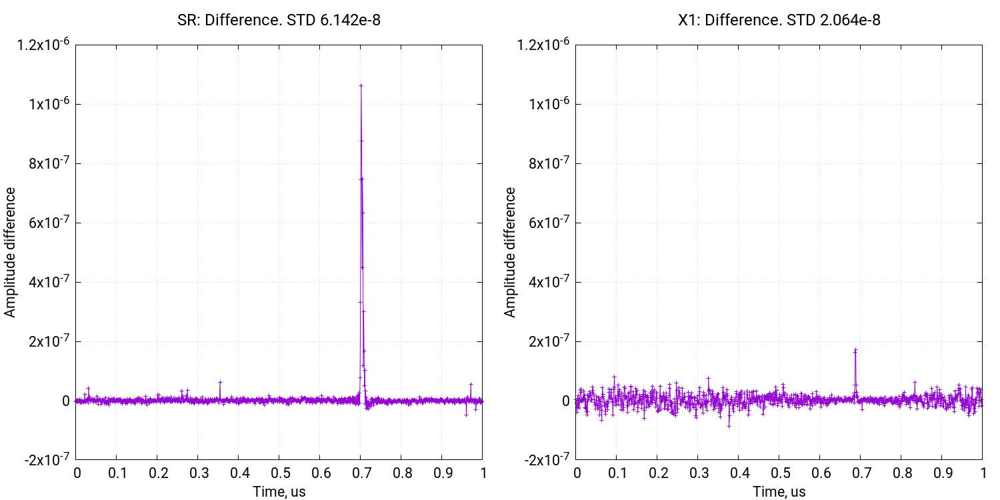 SR: Difference. STD 6.142e-8
1.2x10^-6
1x10^-6
8x10^-7
6x10^-7
4x10^-7
2x10^-7
0
-2x10^-7
Amplitude difference
0 0.1 0.2 0.3 0.4 0.5 0.6 0.7 0.8 0.9 1
Time, us
X1: Difference. STD 2.064e-8
1.2x10^-6
1x10^-6
8x10^-7
6x10^-7
4x10^-7
2x10^-7
0
-2x10^-7
Amplitude difference
0 0.1 0.2 0.3 0.4 0.5 0.6 0.7 0.8 0.9 1
Time, us